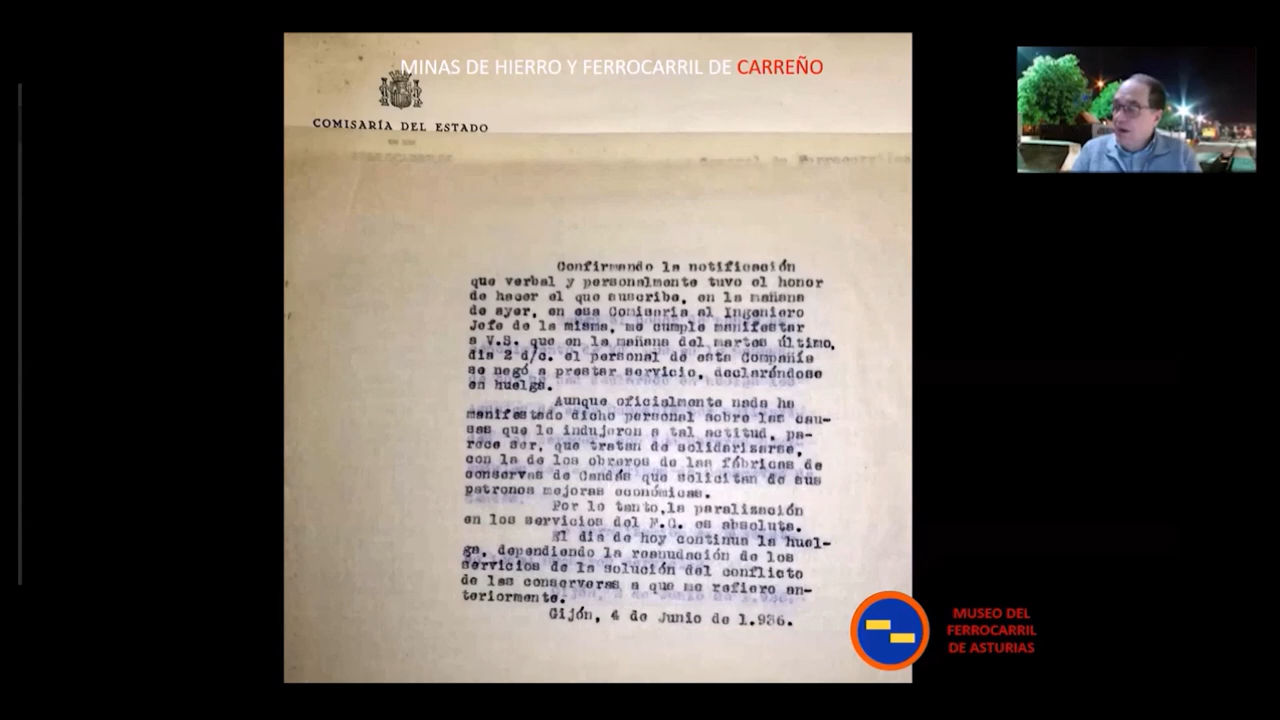 MINAS DE HIERRO Y FERROCARRIL DE CARREÑO
COMISARÍA DEL ESTADO
General de Ferrocarriles
Confirmando la notificación
que verbal y personalmente tuvo el honor
de hacer el que suscribe, en la mañana
de ayer, en esa Comisaria al Ingeniero
Jefe de la misma, me cumple manifestar
a V.S. que en la mañana del martes último,
dia 2 d/c. el personal de esta Compañía
se negó a prestar servicio, declarándose
en huelga.
Aunque oficialmente nada ha
manifestado dicho personal sobre las cau-
sas que le indujeron a tal actitud, pa-
rece ser, que tratan de solidarizarse,
con la de los obreros de las fábricas de
conservas de Candás que solicitan de sus
patronos mejoras económicas.
Por lo tanto,la paralización
en los servicios del F.C. es absoluta.
El dia de hoy continua la huel-
ga, dependiendo la reanudación de los
servicios de la solución del conflicto
de las conserveras a que me refiero an-
teriormente.
Gijón, 4 de Junio de 1.936.
MUSEO DEL
FERROCARRIL
DE ASTURIAS